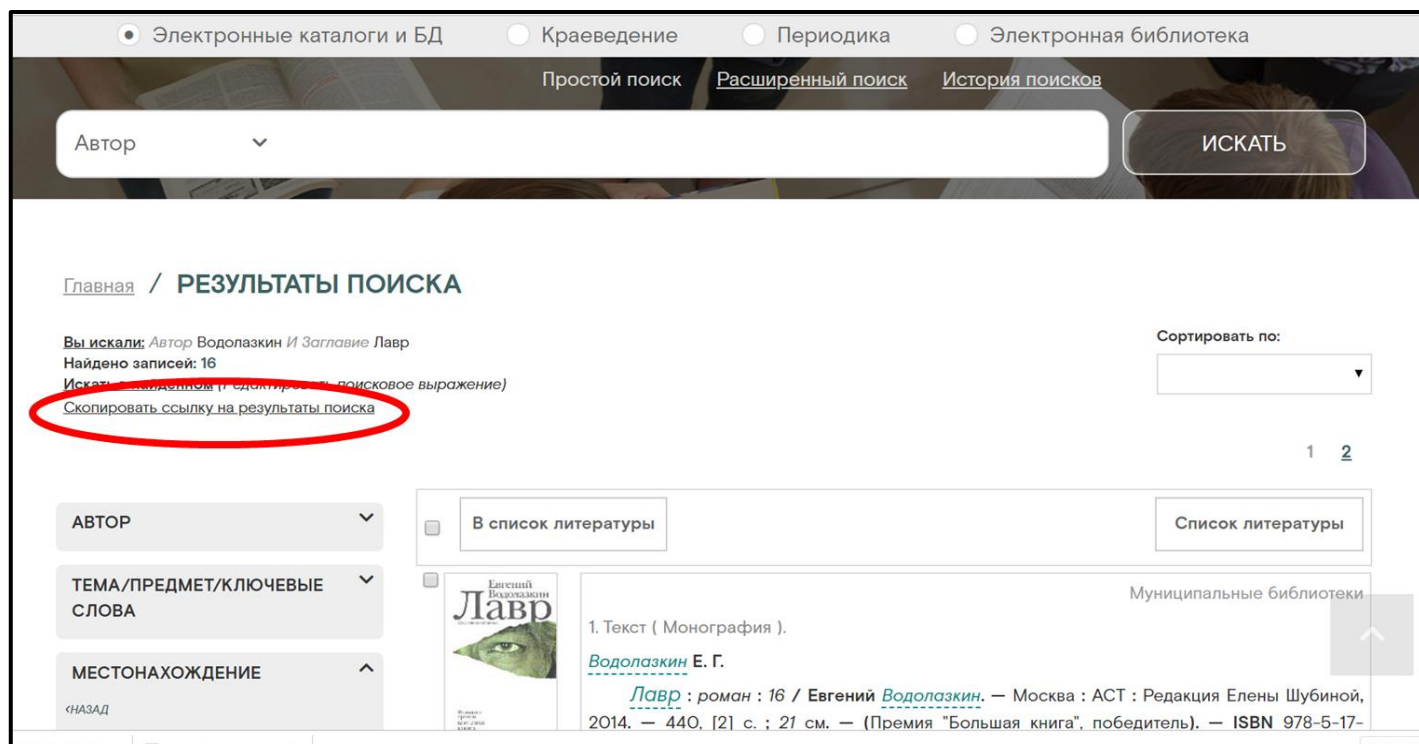 Электронные каталоги и БД Краеведение Периодика Электронная библиотека
Простой поиск Расширенный поиск История поисков
Автор ИСКАТЬ
Главная / РЕЗУЛЬТАТЫ ПОИСКА
Вы искали: Автор Водолазкин И Заглавие Лавр
Сортировать по:
Найдено записей: 16
Искать в найденном (Редактировать поисковое выражение)
Скопировать ссылку на результаты поиска
1 2
АВТОР
В список литературы Список литературы
ТЕМА/ПРЕДМЕТ/КЛЮЧЕВЫЕ
СЛОВА
МЕСТОНАХОЖДЕНИЕ
‹НАЗАД
Евгений
Водолазкин
Лавр
Муниципальные библиотеки
1. Текст ( Монография ).
Водолазкин Е. Г.
Лавр : роман : 16 / Евгений Водолазкин. — Москва : АСТ : Редакция Елены Шубиной,
2014. — 440, [2] с. ; 21 см. — (Премия "Большая книга", победитель). — ISBN 978-5-17-